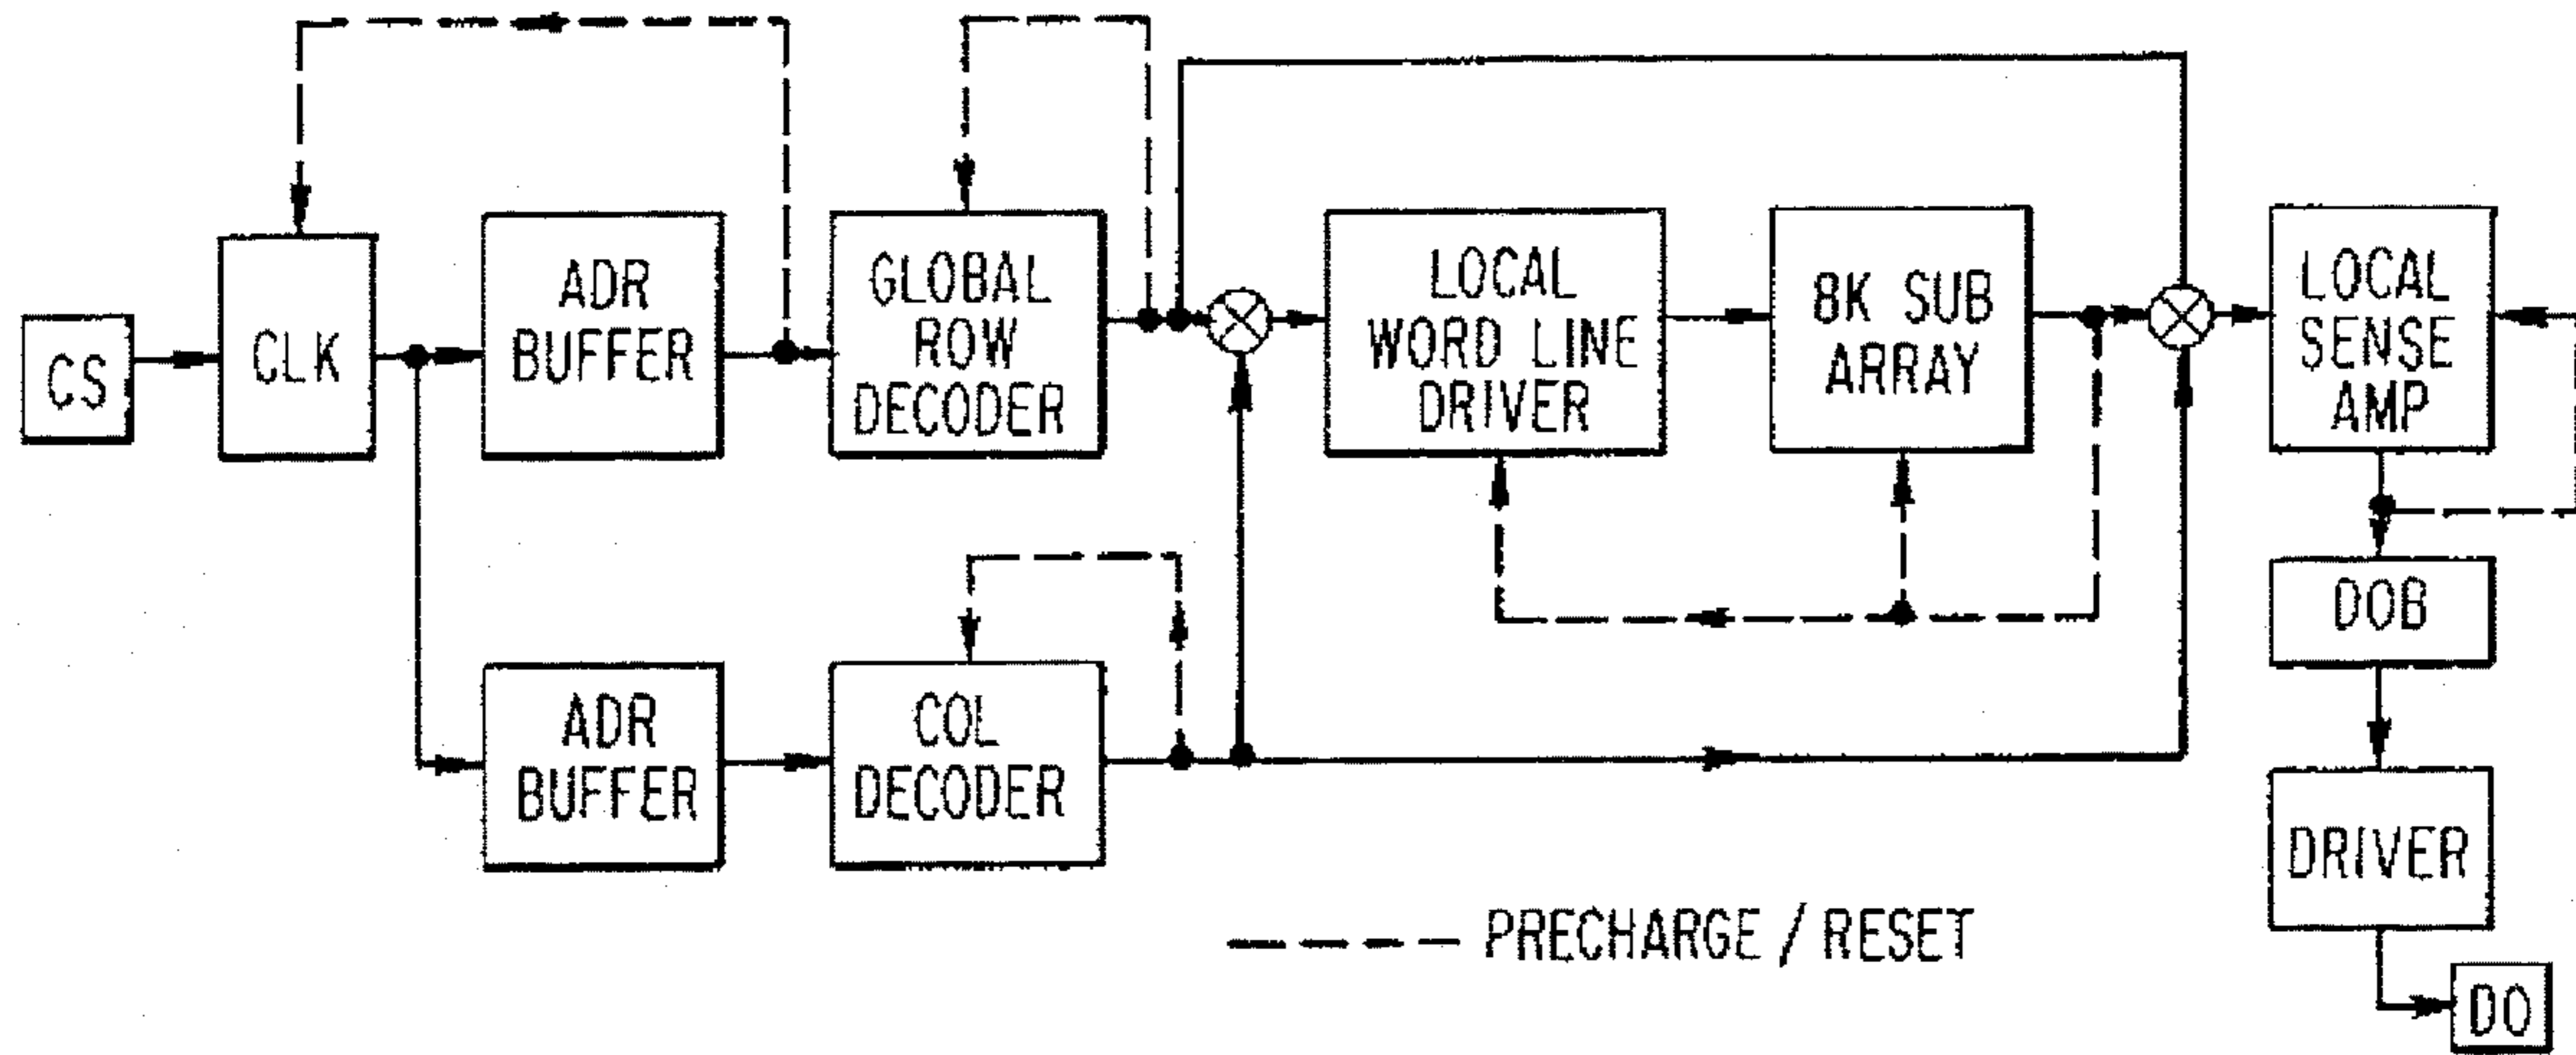 CS
CLK
ADR
BUFFER
GLOBAL
ROW
DECODER
LOCAL
WORD LINE
DRIVER
8K SUB
ARRAY
LOCAL
SENSE
AMP
ADR
BUFFER
COL
DECODER
DOB
DRIVER
DO
PRECHARGE / RESET